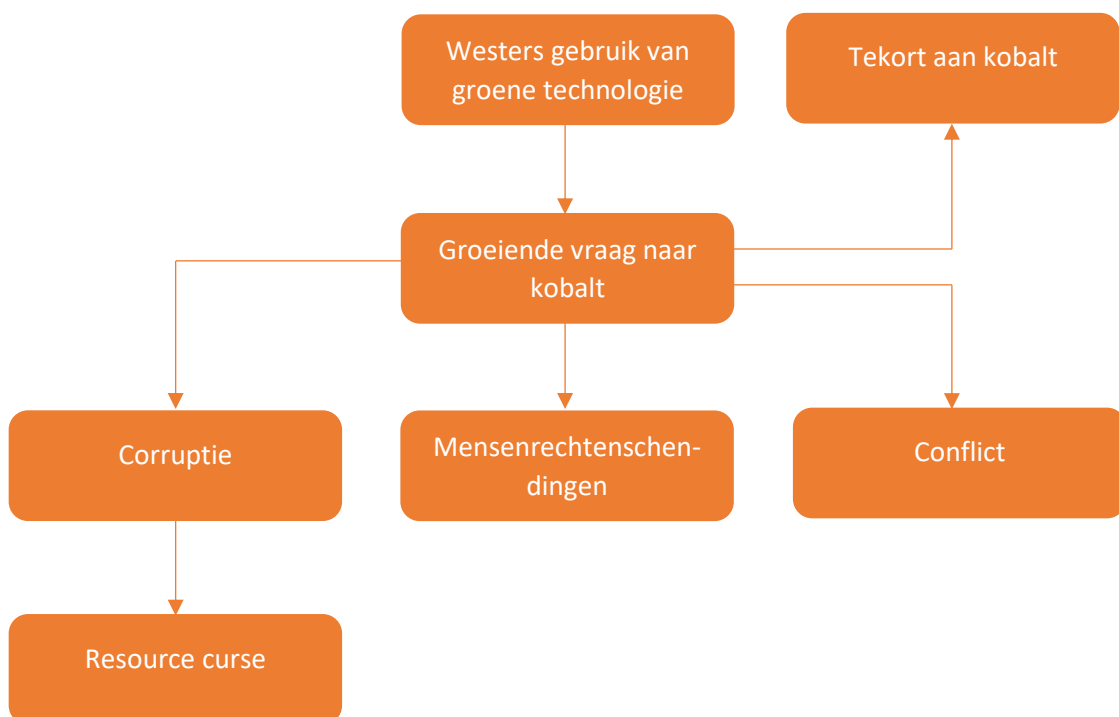 Westers gebruik van
groene technologie
Tekort aan kobalt
Groeiende vraag naar
kobalt
Corruptie
Mensenrechtenschen-
dingen
Conflict
Resource curse